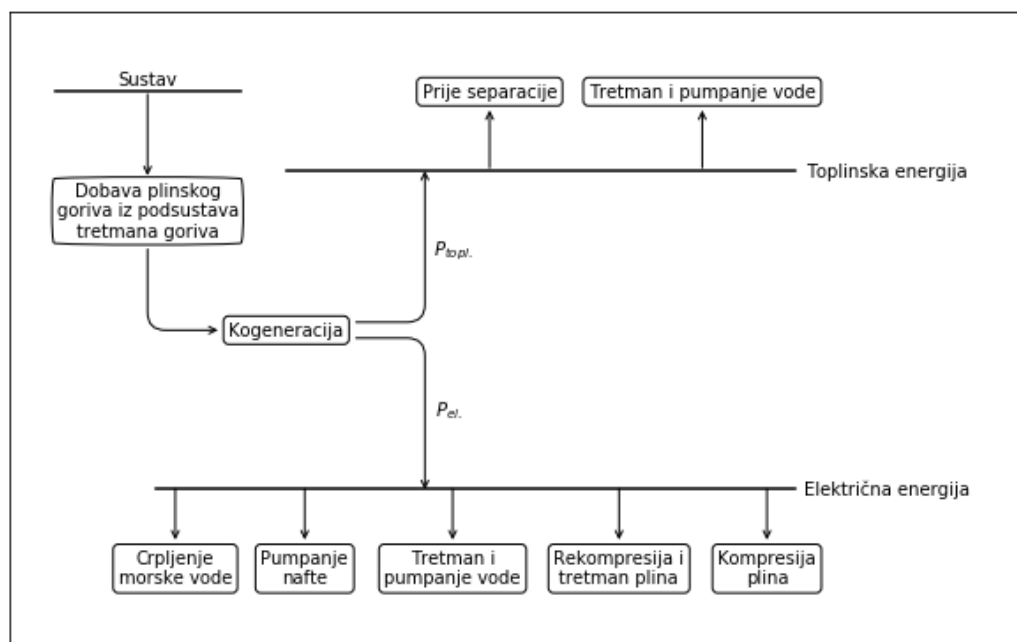 Sustav
Prije separacije
Tretman i pumpanje vode
Toplinska energija
Dobava plinskog
goriva iz podsustava
tretmana goriva
P_topl.
Kogeneracija
P_el.
Električna energija
Crpljenje
morske vode
Pumpanje
nafte
Tretman i
pumpanje vode
Rekompresija i
tretman plina
Kompresija
plina